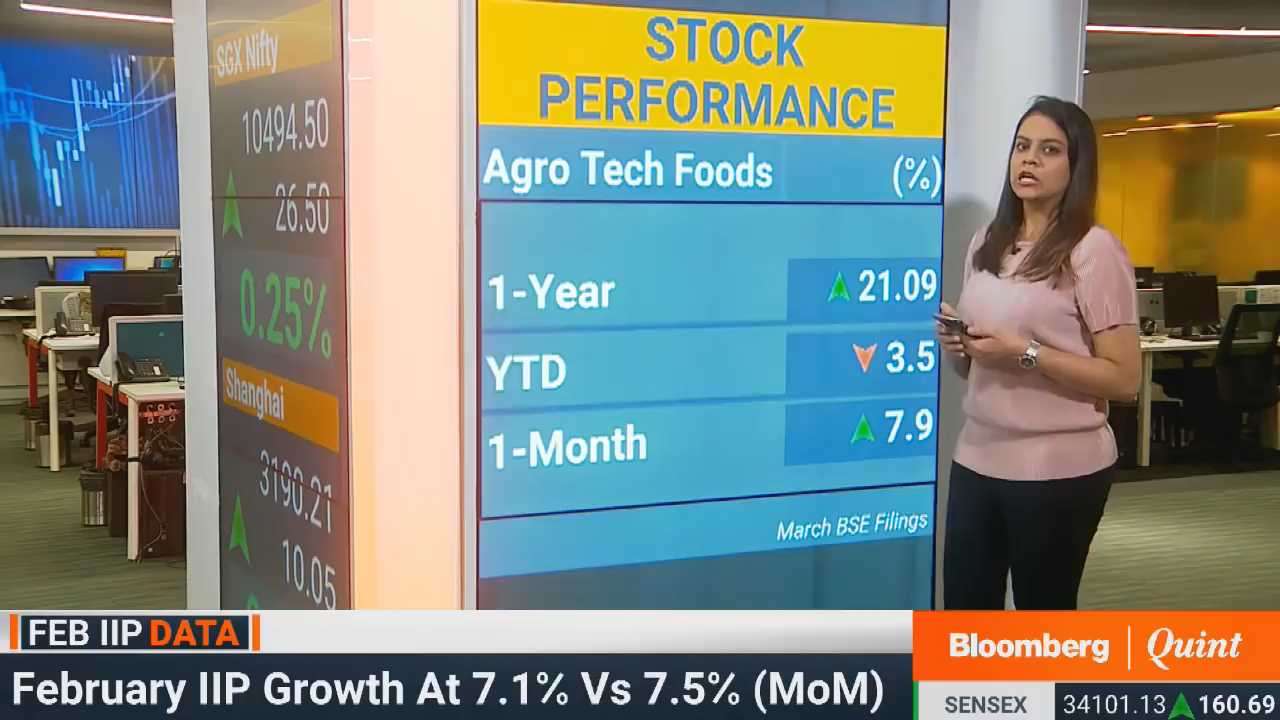 SGX Nifty
10494.50
26.50
0.25%
Shanghai
3190.21
10.05
STOCK
PERFORMANCE
Agro Tech Foods (%)
1-Year 21.09
YTD 3.5
1-Month 7.9
March BSE Filings
FEB IIP DATA
February IIP Growth At 7.1% Vs 7.5% (MoM)
Bloomberg | Quint
SENSEX 34101.13 160.69